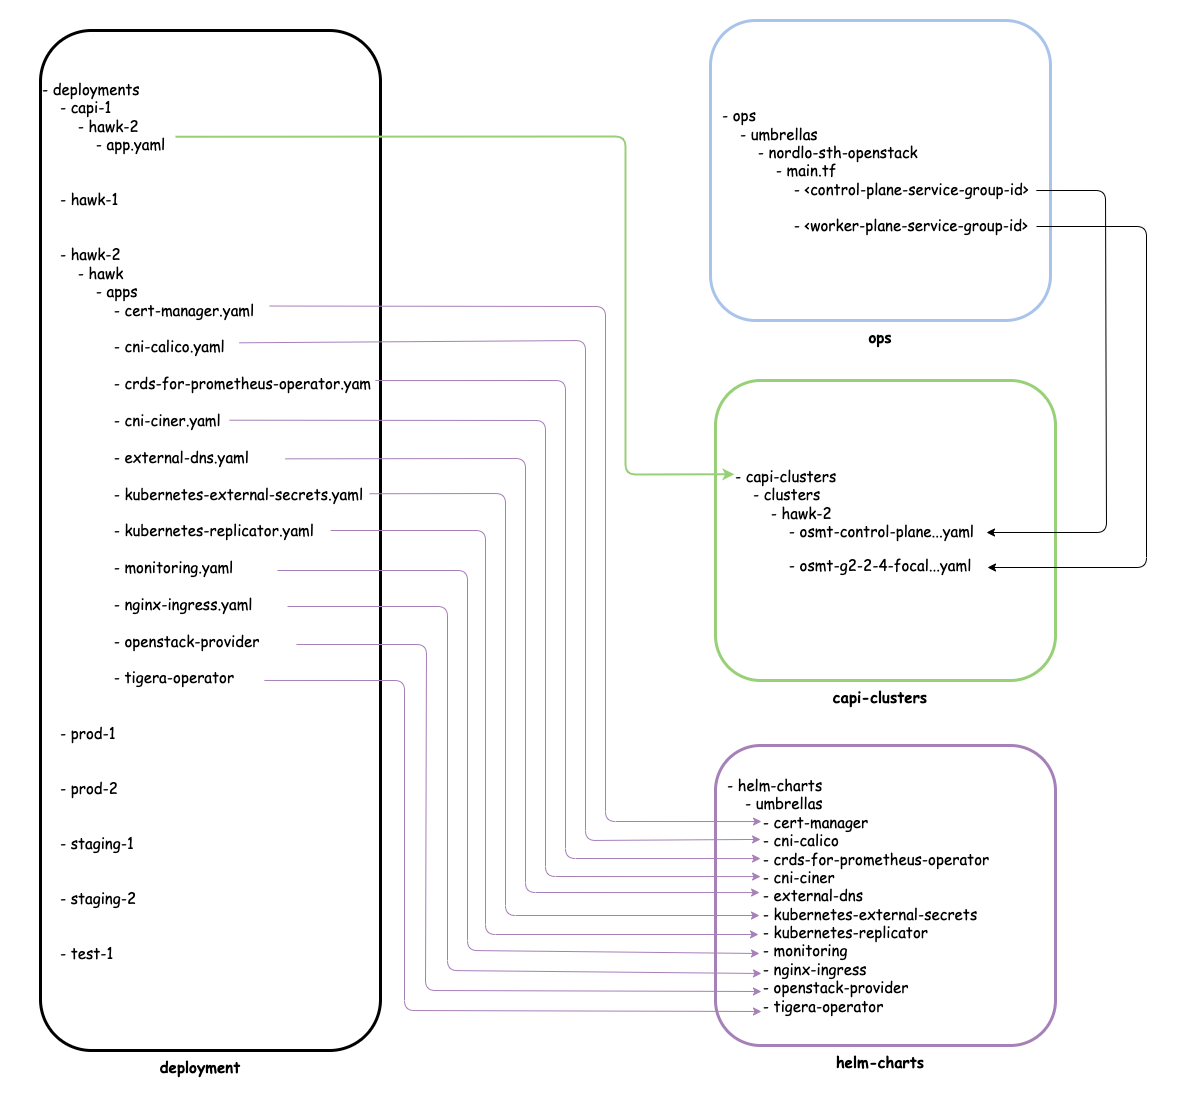 - deployments
- capi-1
- hawk-2
- app.yaml
- hawk-1
- hawk-2
- hawk
- apps
- cert-manager.yaml
- cni-calico.yaml
- crds-for-prometheus-operator.yam
- cni-ciner.yaml
- external-dns.yaml
- kubernetes-external-secrets.yaml
- kubernetes-replicator.yaml
- monitoring.yaml
- nginx-ingress.yaml
- openstack-provider
- tigera-operator
- prod-1
- prod-2
- staging-1
- staging-2
- test-1
deployment
- ops
- umbrellas
- nordlo-sth-openstack
- main.tf
- <control-plane-service-group-id>
- <worker-plane-service-group-id>
ops
- capi-clusters
- clusters
- hawk-2
- osmt-control-plane...yaml
- osmt-g2-2-4-focal...yaml
capi-clusters
- helm-charts
- umbrellas
- cert-manager
- cni-calico
- crds-for-prometheus-operator
- cni-ciner
- external-dns
- kubernetes-external-secrets
- kubernetes-replicator
- monitoring
- nginx-ingress
- openstack-provider
- tigera-operator
helm-charts